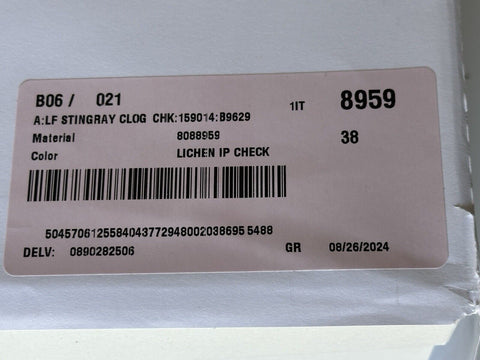 B06 / 021
1IT 8959
A:LF STINGRAY CLOG CHK:159014:B9629
Material 8088959 38
Color LICHEN IP CHECK
5045706125584043772948002038695 5488
DELV: 0890282506 GR 08/26/2024